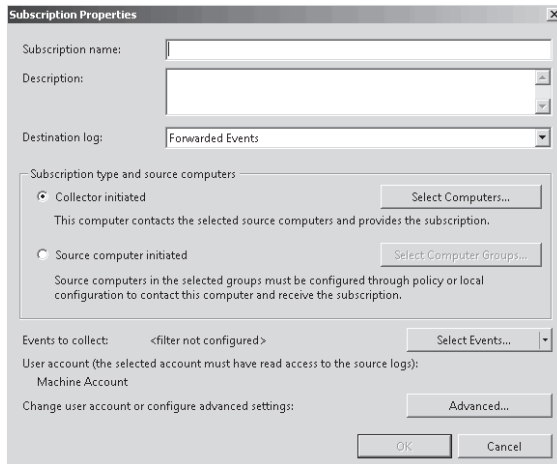 Subscription Properties
Subscription name:
Description:
Destination log: Forwarded Events
Subscription type and source computers
Collector initiated Select Computers...
This computer contacts the selected source computers and provides the subscription.
Source computer initiated Select Computer Groups...
Source computers in the selected groups must be configured through policy or local
configuration to contact this computer and receive the subscription.
Events to collect: <filter not configured> Select Events...
User account (the selected account must have read access to the source logs):
Machine Account
Change user account or configure advanced settings: Advanced...
OK Cancel